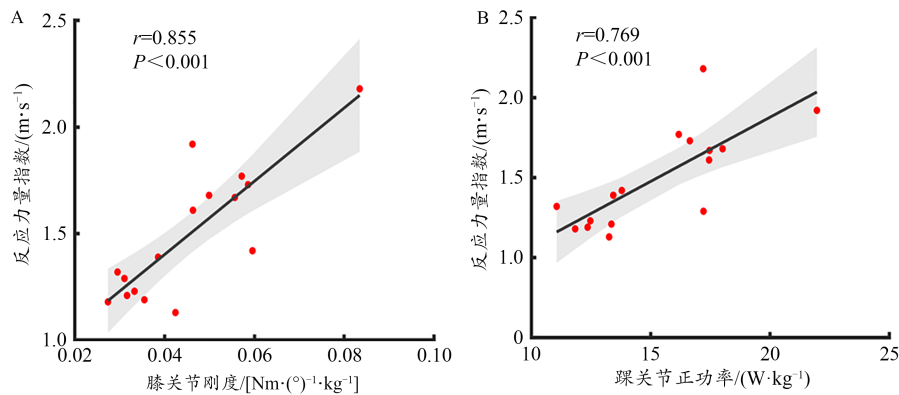 A
r=0.855
P＜0.001
2.5
2.0
1.5
1.0
反应力量指数/(m·s⁻¹)
0.02
0.04
0.06
0.08
0.10
膝关节刚度/[Nm·(°)⁻¹·kg⁻¹]
B
r=0.769
P＜0.001
2.5
2.0
1.5
1.0
0
反应力量指数/(m·s⁻¹)
10
15
20
25
踝关节正功率/(W·kg⁻¹)